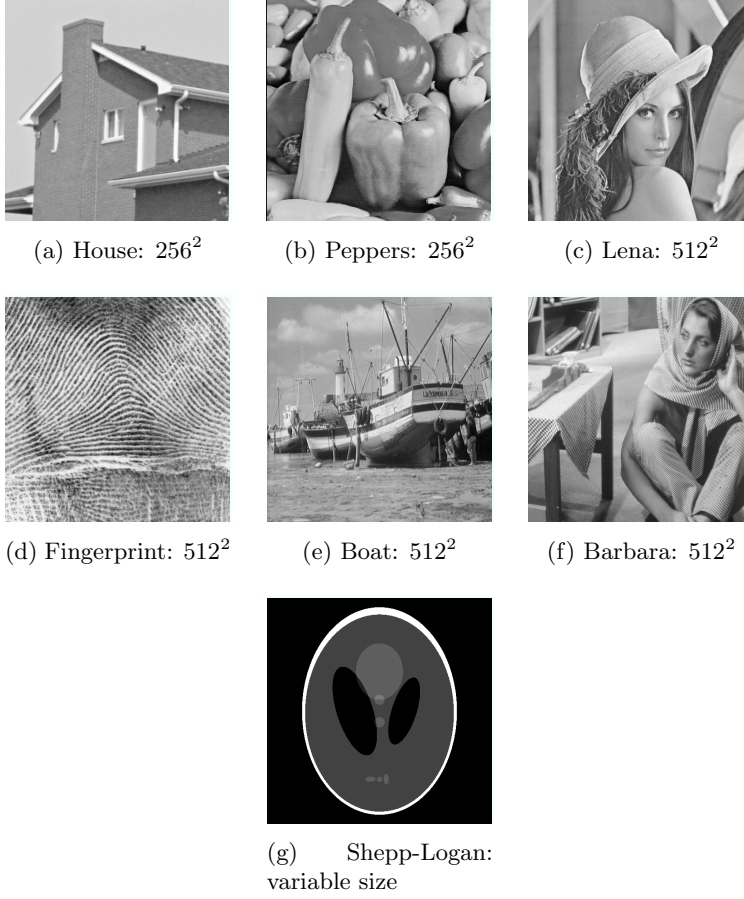 (a) House: 256²
(b) Peppers: 256²
(c) Lena: 512²
(d) Fingerprint: 512²
(e) Boat: 512²
(f) Barbara: 512²
(g) Shepp-Logan:
variable size